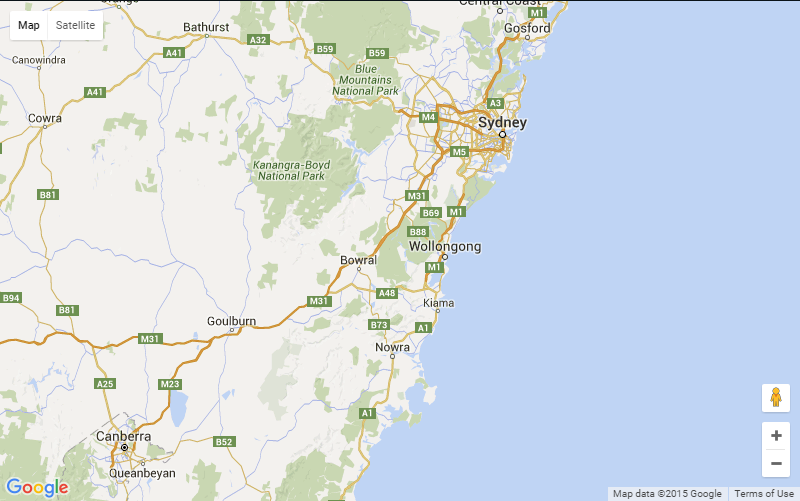 Orange
Central Coast
M1
Gosford
Map
Satellite
Bathurst
A32
B59
B59
A41
Canowindra
Blue
Mountains
National Park
A41
A3
Cowra
M4
Sydney
M5
Kanangra-Boyd
National Park
B81
M31
B69
M1
B88
Wollongong
Bowral
M1
A48
B94
M31
Kiama
B81
Goulburn
B73
A1
M31
Nowra
A25
M23
A1
Canberra
B52
Queanbeyan
Google
Map data ©2015 Google
Terms of Use